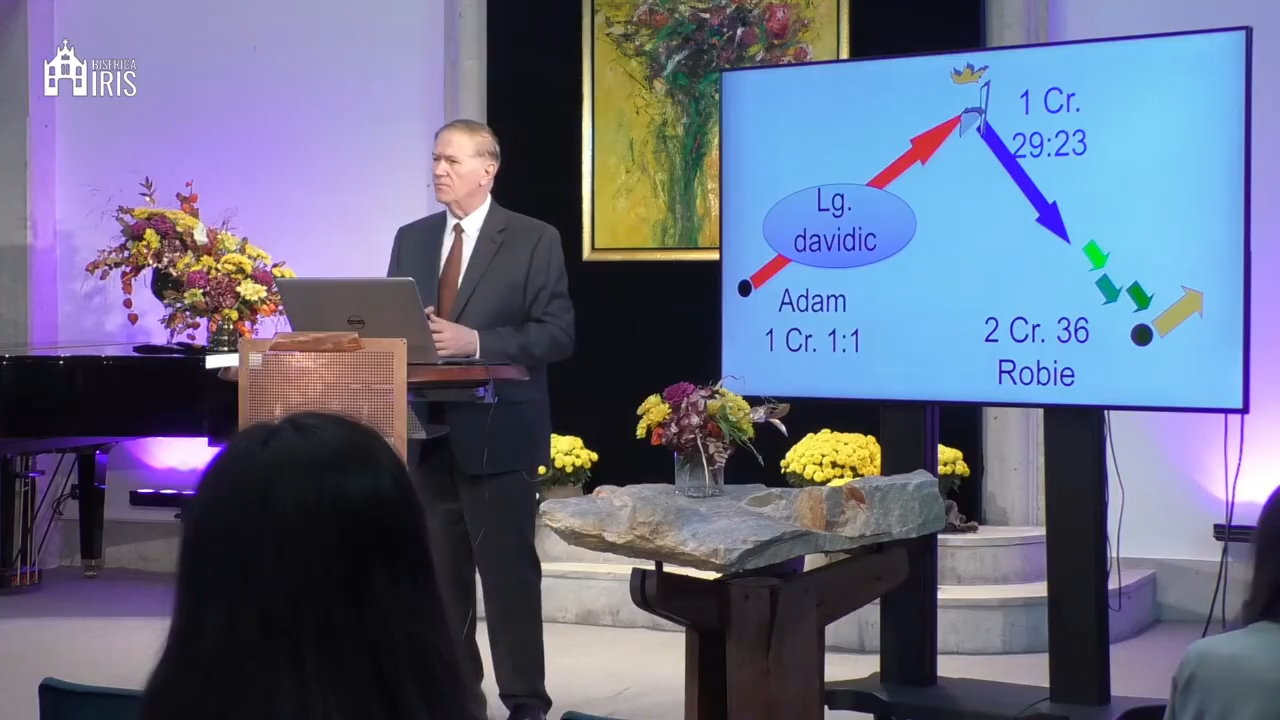 BISERICA
IRIS
1 Cr.
29:23
Lg.
davidic
Adam
1 Cr. 1:1
2 Cr. 36
Robie